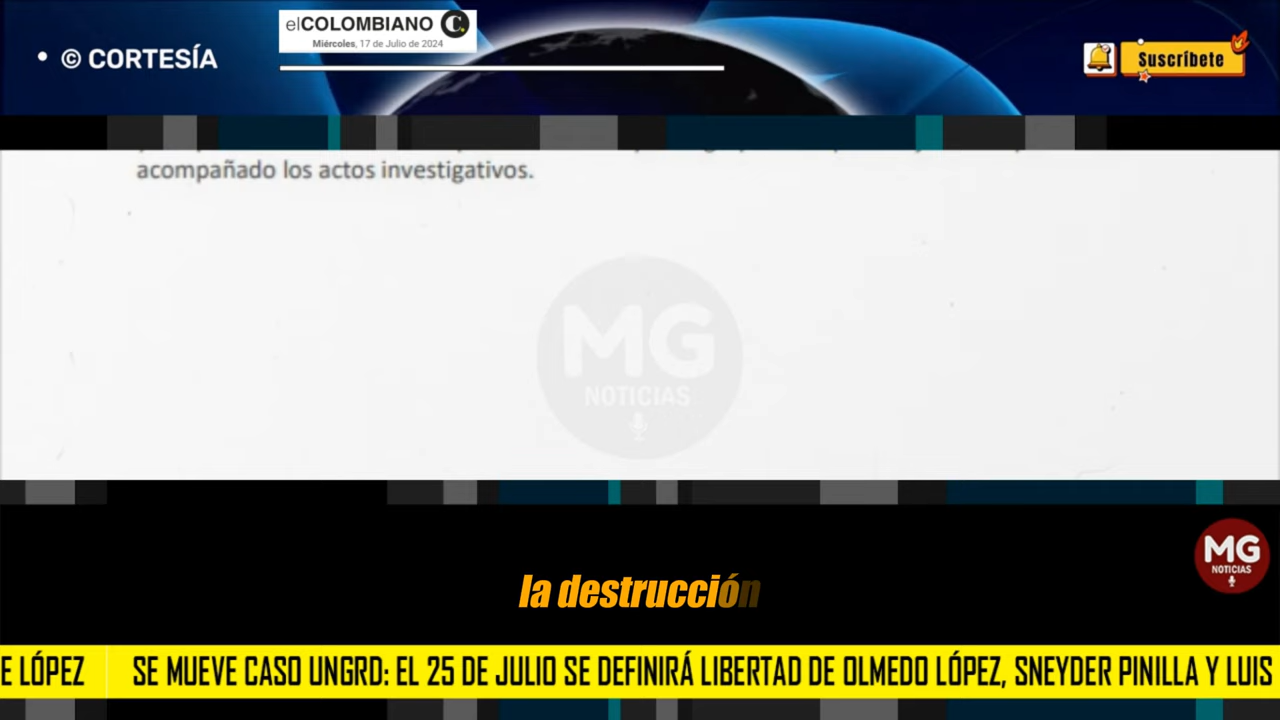 elCOLOMBIANO
Miércoles, 17 de Julio de 2024
• © CORTESÍA
Suscríbete
acompañado los actos investigativos.
MG
NOTICIAS
MG
NOTICIAS
la destrucción
E LÓPEZ SE MUEVE CASO UNGRD: EL 25 DE JULIO SE DEFINIRÁ LIBERTAD DE OLMEDO LÓPEZ, SNEYDER PINILLA Y LUIS